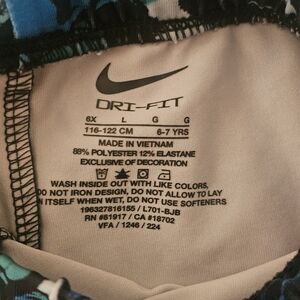 DRI-FIT
6X L G G
116-122 CM 6-7 YRS
MADE IN VIETNAM
88% POLYESTER 12% ELASTANE
EXCLUSIVE OF DECORATION
WASH INSIDE OUT WITH LIKE COLORS,
DO NOT IRON DESIGN, DO NOT ALLOW TO LAY
N ITSELF WHEN WET, DO NOT USE SOFTENERS
196327816155 / L701-BJB
RN #81917 / CA #18702
VFA / 1246 / 224